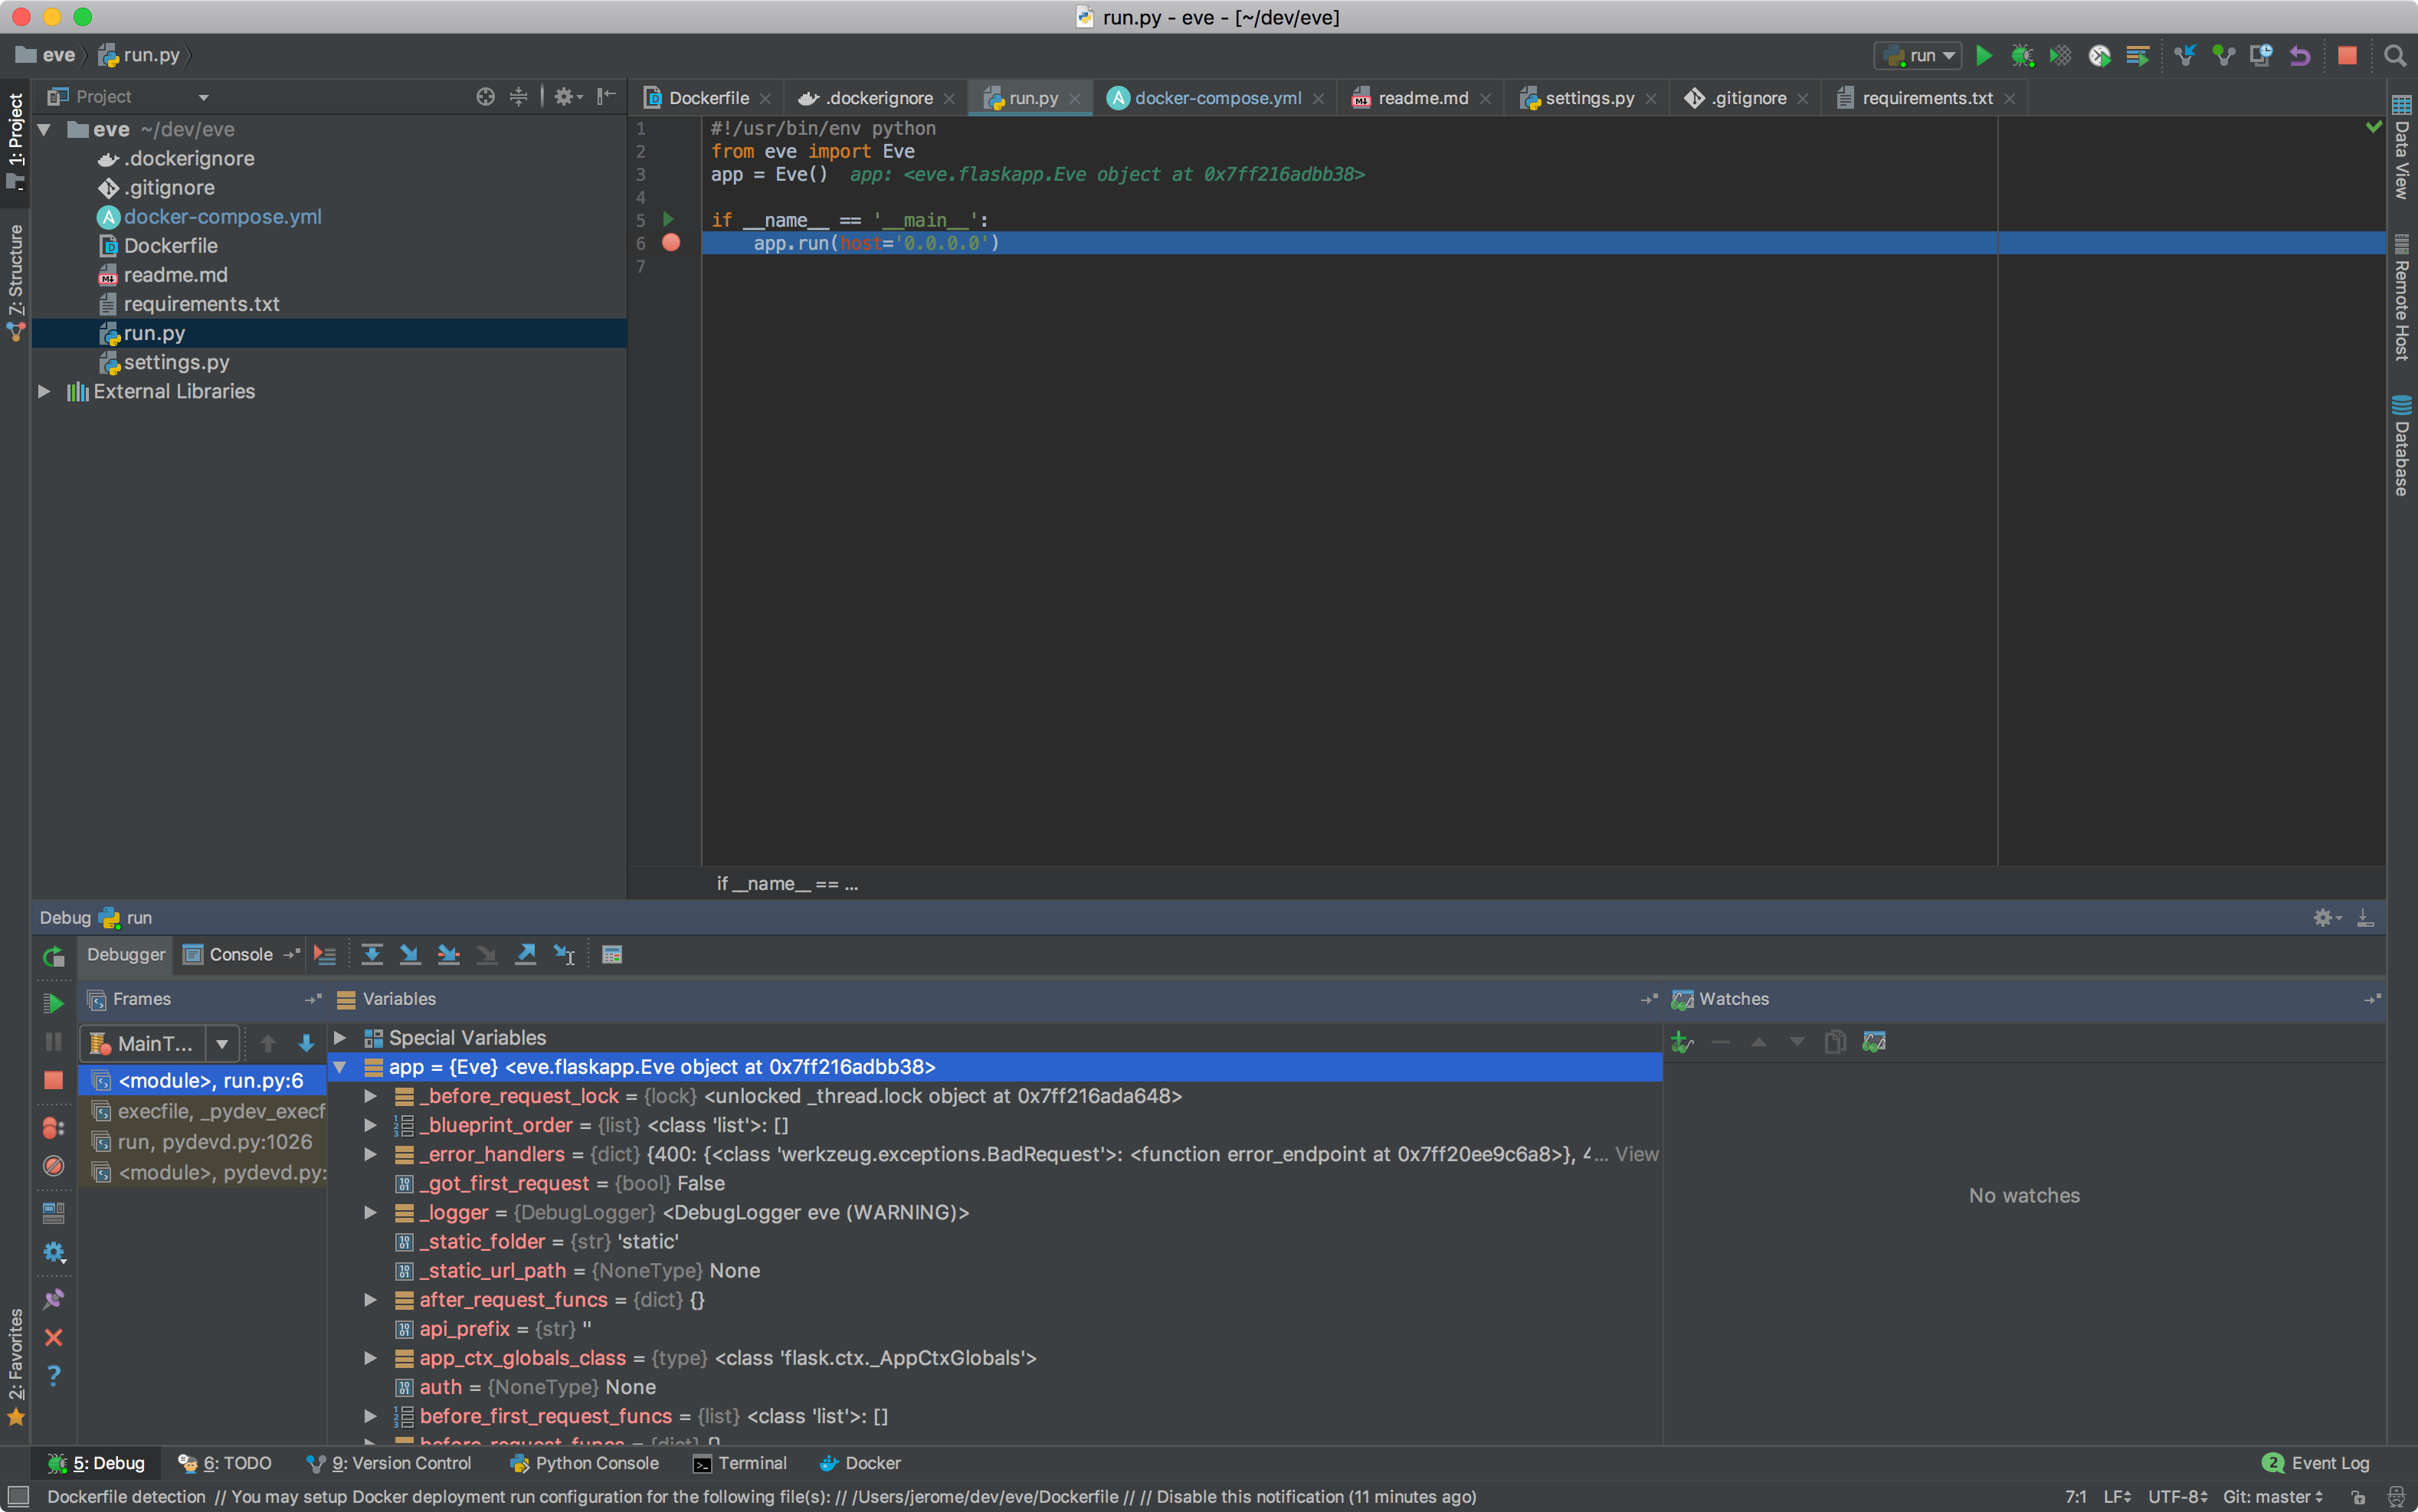 run.py - eve - [~/dev/eve]
eve run.py run
Project
Dockerfile .dockerignore run.py docker-compose.yml readme.md settings.py .gitignore requirements.txt
1: Project
Z: Structure
2: Favorites
eve ~/dev/eve
.dockerignore
.gitignore
docker-compose.yml
Dockerfile
readme.md
requirements.txt
run.py
settings.py
External Libraries
1 #!/usr/bin/env python
2 from eve import Eve
3 app = Eve() app: <eve.flaskapp.Eve object at 0x7ff216adbb38>
4
5 if __name__ == '__main__':
6 app.run(host='0.0.0.0')
7
if __name__ == ...
Data View
Remote Host
Database
Debug run
Debugger Console
Frames
MainT...
<module>, run.py:6
execfile, _pydev_execf
run, pydevd.py:1026
<module>, pydevd.py:
Variables
Special Variables
app = {Eve} <eve.flaskapp.Eve object at 0x7ff216adbb38>
_before_request_lock = {lock} <unlocked _thread.lock object at 0x7ff216ada648>
_blueprint_order = {list} <class 'list'>: []
_error_handlers = {dict} {400: {<class 'werkzeug.exceptions.BadRequest'>: <function error_endpoint at 0x7ff20ee9c6a8>}, 4... View
_got_first_request = {bool} False
_logger = {DebugLogger} <DebugLogger eve (WARNING)>
_static_folder = {str} 'static'
_static_url_path = {NoneType} None
after_request_funcs = {dict} {}
api_prefix = {str} ''
app_ctx_globals_class = {type} <class 'flask.ctx._AppCtxGlobals'>
auth = {NoneType} None
before_first_request_funcs = {list} <class 'list'>: []
before_request_funcs = {dict} {}
Watches
No watches
5: Debug 6: TODO 9: Version Control Python Console Terminal Docker 2 Event Log
Dockerfile detection // You may setup Docker deployment run configuration for the following file(s): // /Users/jerome/dev/eve/Dockerfile // // Disable this notification (11 minutes ago) 7:1 LF UTF-8 Git: master